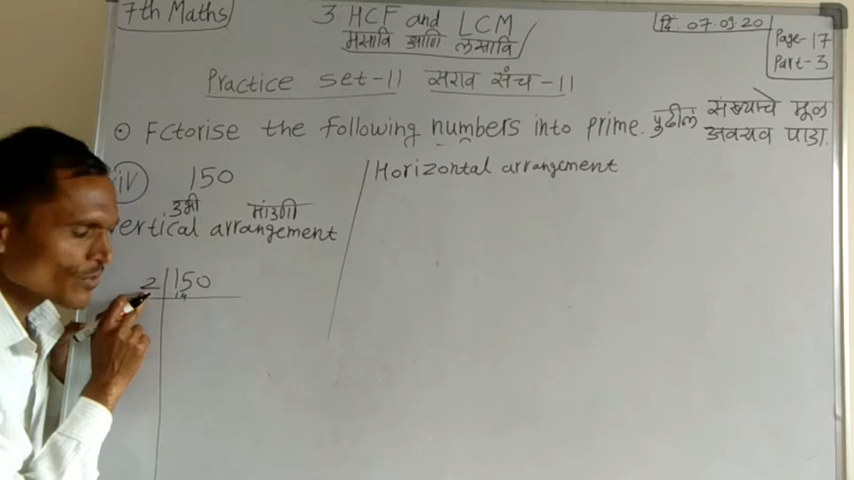 7th Maths
3. HCF and LCM
मसावि आणि लसावि
दि. 07.09.20
Page-17
Part-3
Practice set-11 सराव संच-11
⊙ Fctorise the following numbers into prime. पुढील संख्यांचे मूळ
अवयव पाडा.
iv 150
Horizontal arrangement
उभी मांडणी
ertical arrangement
2 150